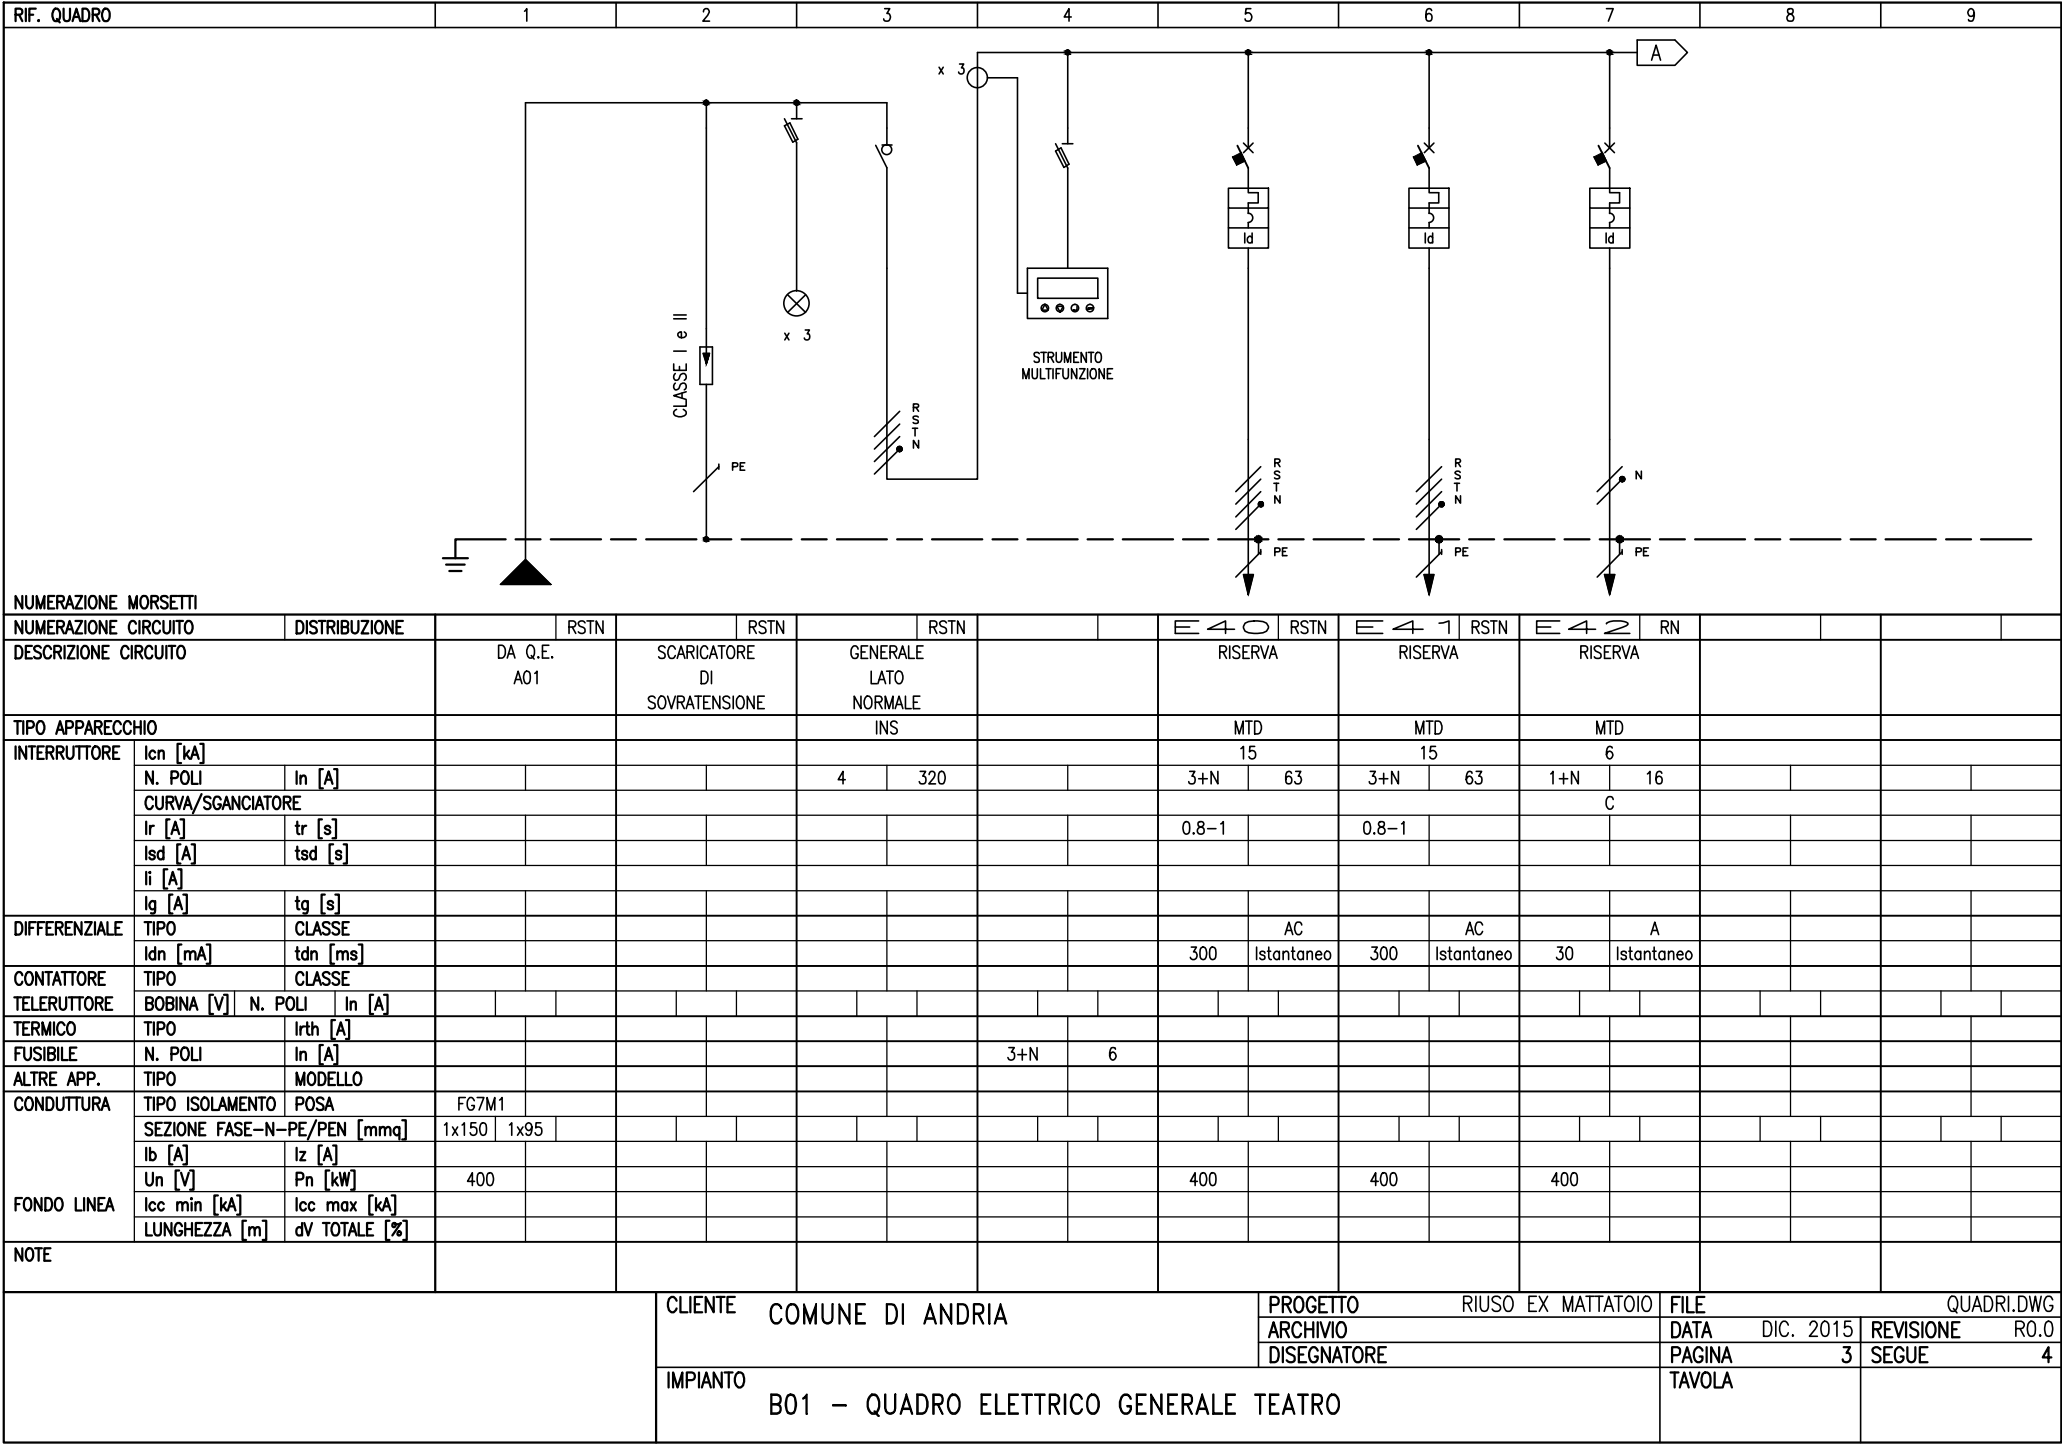 RIF. QUADRO 1 2 3 4 5 6 7 8 9
A
x 3
x 3
CLASSE I e II
STRUMENTO
MULTIFUNZIONE
Id Id Id
R
S
T
N
PE
R
S
T
N
R
S
T
N
N
PE PE PE
NUMERAZIONE MORSETTI
NUMERAZIONE CIRCUITO DISTRIBUZIONE RSTN RSTN RSTN E40 RSTN E41 RSTN E42 RN
DESCRIZIONE CIRCUITO DA Q.E. SCARICATORE GENERALE RISERVA RISERVA RISERVA
A01 DI LATO
SOVRATENSIONE NORMALE
TIPO APPARECCHIO INS MTD MTD MTD
INTERRUTTORE Icn [kA] 15 15 6
N. POLI In [A] 4 320 3+N 63 3+N 63 1+N 16
CURVA/SGANCIATORE C
Ir [A] tr [s] 0.8-1 0.8-1
Isd [A] tsd [s]
Ii [A]
Ig [A] tg [s]
DIFFERENZIALE TIPO CLASSE AC AC A
Idn [mA] tdn [ms] 300 Istantaneo 300 Istantaneo 30 Istantaneo
CONTATTORE TIPO CLASSE
TELERUTTORE BOBINA [V] N. POLI In [A]
TERMICO TIPO Irth [A]
FUSIBILE N. POLI In [A] 3+N 6
ALTRE APP. TIPO MODELLO
CONDUTTURA TIPO ISOLAMENTO POSA FG7M1
SEZIONE FASE-N-PE/PEN [mmq] 1x150 1x95
Ib [A] Iz [A]
Un [V] Pn [kW] 400 400 400 400
FONDO LINEA Icc min [kA] Icc max [kA]
LUNGHEZZA [m] dV TOTALE [%]
NOTE
CLIENTE COMUNE DI ANDRIA
PROGETTO RIUSO EX MATTATOIO FILE QUADRI.DWG
ARCHIVIO DATA DIC. 2015 REVISIONE R0.0
DISEGNATORE PAGINA 3 SEGUE 4
IMPIANTO B01 - QUADRO ELETTRICO GENERALE TEATRO
TAVOLA